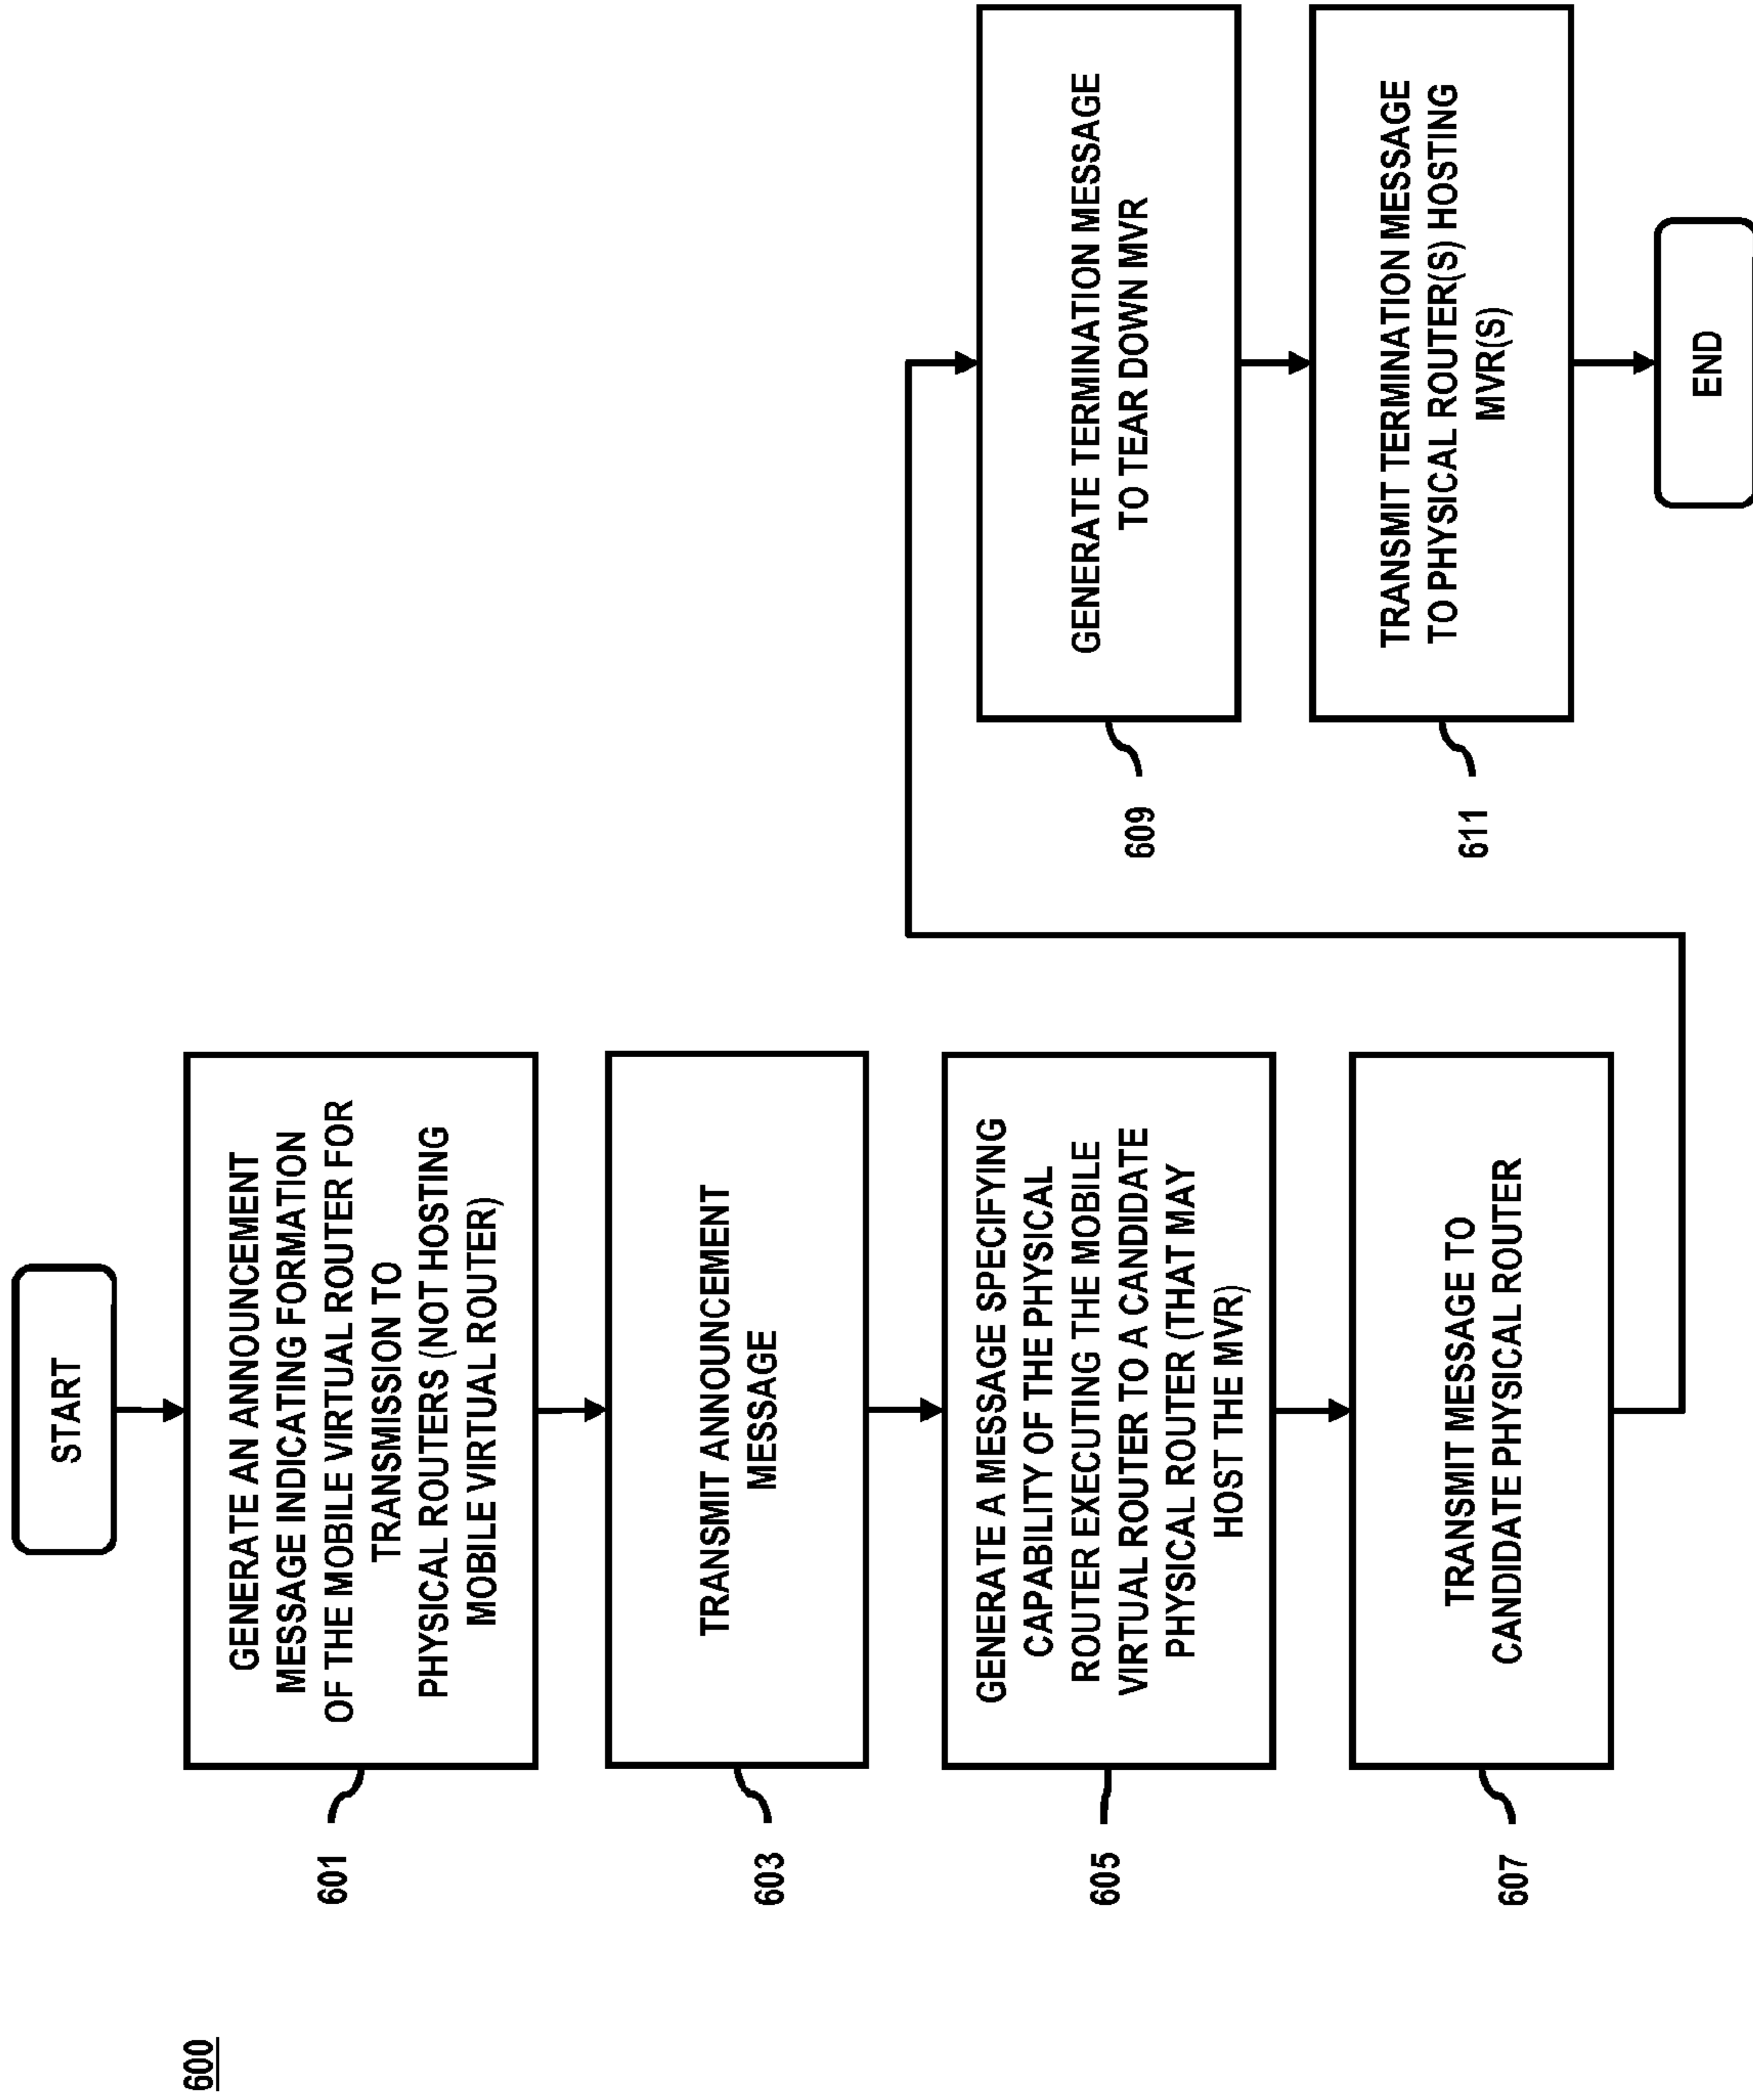 600
START
601
GENERATE AN ANNOUNCEMENT
MESSAGE INDICATING FORMATION
OF THE MOBILE VIRTUAL ROUTER FOR
TRANSMISSION TO
PHYSICAL ROUTERS (NOT HOSTING
MOBILE VIRTUAL ROUTER)
603
TRANSMIT ANNOUNCEMENT
MESSAGE
605
GENERATE A MESSAGE SPECIFYING
CAPABILITY OF THE PHYSICAL
ROUTER EXECUTING THE MOBILE
VIRTUAL ROUTER TO A CANDIDATE
PHYSICAL ROUTER (THAT MAY
HOST THE MVR)
607
TRANSMIT MESSAGE TO
CANDIDATE PHYSICAL ROUTER
609
GENERATE TERMINATION MESSAGE
TO TEAR DOWN MVR
611
TRANSMIT TERMINATION MESSAGE
TO PHYSICAL ROUTER(S) HOSTING
MVR(S)
END